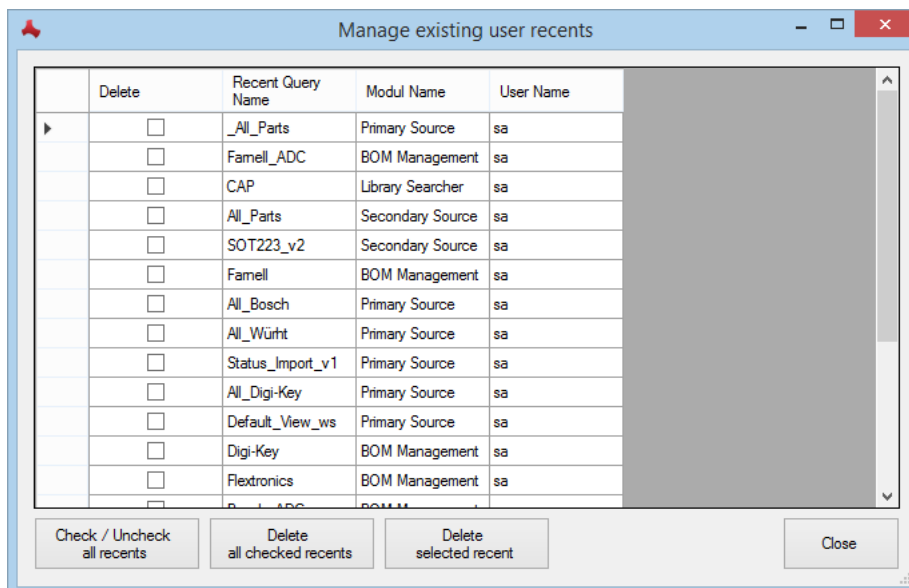 Manage existing user recents
Delete Recent Query Name Modul Name User Name
_All_Parts Primary Source sa
Farnell_ADC BOM Management sa
CAP Library Searcher sa
All_Parts Secondary Source sa
SOT223_v2 Secondary Source sa
Farnell BOM Management sa
All_Bosch Primary Source sa
All_Würht Primary Source sa
Status_Import_v1 Primary Source sa
All_Digi-Key Primary Source sa
Default_View_ws Primary Source sa
Digi-Key BOM Management sa
Flextronics BOM Management sa
Check / Uncheck
all recents
Delete
all checked recents
Delete
selected recent
Close